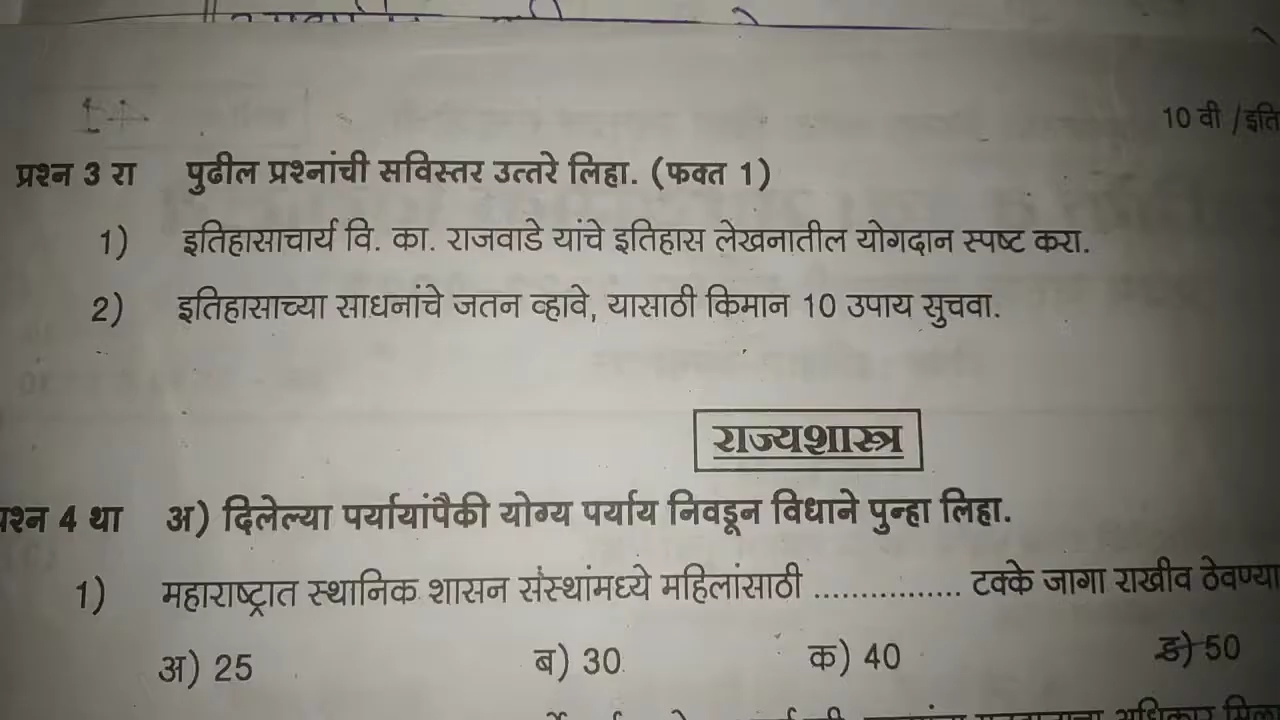 10 वी /इति
प्रश्न 3 रा पुढील प्रश्नांची सविस्तर उत्तरे लिहा. (फक्त 1)
1) इतिहासाचार्य वि. का. राजवाडे यांचे इतिहास लेखनातील योगदान स्पष्ट करा.
2) इतिहासाच्या साधनांचे जतन व्हावे, यासाठी किमान 10 उपाय सुचवा.
राज्यशास्त्र
प्रश्न 4 था अ) दिलेल्या पर्यायांपैकी योग्य पर्याय निवडून विधाने पुन्हा लिहा.
1) महाराष्ट्रात स्थानिक शासन संस्थांमध्ये महिलांसाठी ................ टक्के जागा राखीव ठेवण्या
अ) 25 ब) 30 क) 40 ड) 50